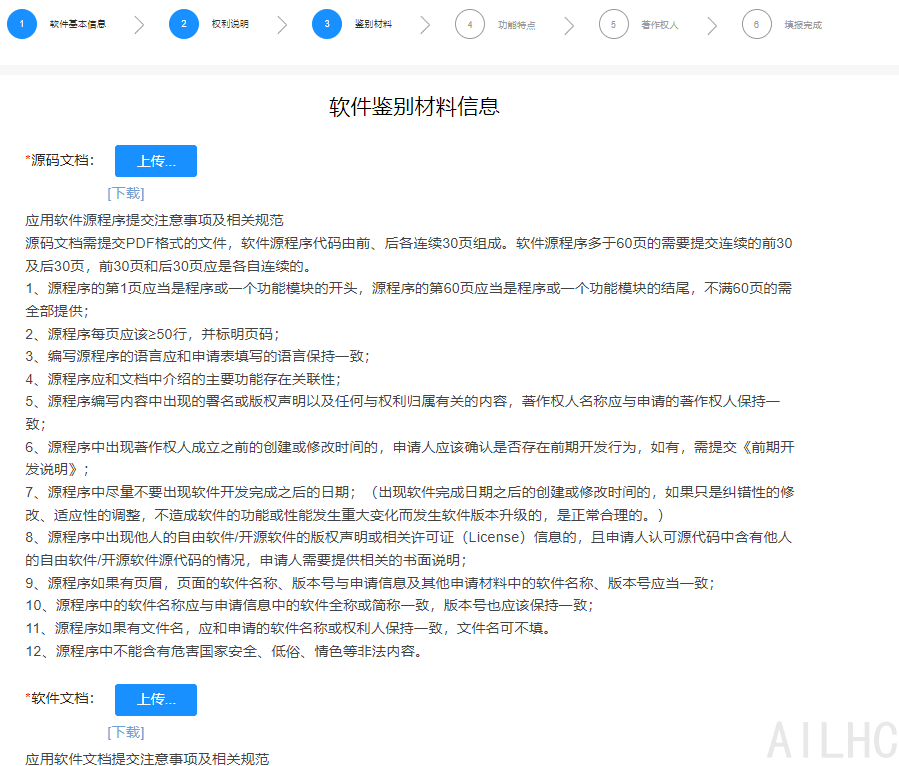 1 软件基本信息 2 权利说明 3 鉴别材料 4 功能特点 5 著作权人 6 填报完成
软件鉴别材料信息
*源码文档： 上传...
[下载]
应用软件源程序提交注意事项及相关规范
源码文档需提交PDF格式的文件，软件源程序代码由前、后各连续30页组成。软件源程序多于60页的需要提交连续的前30
及后30页，前30页和后30页应是各自连续的。
1、源程序的第1页应当是程序或一个功能模块的开头，源程序的第60页应当是程序或一个功能模块的结尾，不满60页的需
全部提供；
2、源程序每页应该≥50行，并标明页码；
3、编写源程序的语言应和申请表填写的语言保持一致；
4、源程序应和文档中介绍的主要功能存在关联性；
5、源程序编写内容中出现的署名或版权声明以及任何与权利归属有关的内容，著作权人名称应与申请的著作权人保持一
致；
6、源程序中出现著作权人成立之前的创建或修改时间的，申请人应该确认是否存在前期开发行为，如有，需提交《前期开
发说明》；
7、源程序中尽量不要出现软件开发完成之后的日期；（出现软件完成日期之后的创建或修改时间的，如果只是纠错性的修
改、适应性的调整，不造成软件的功能或性能发生重大变化而发生软件版本升级的，是正常合理的。）
8、源程序中出现他人的自由软件/开源软件的版权声明或相关许可证（License）信息的，且申请人认可源代码中含有他人
的自由软件/开源软件源代码的情况，申请人需要提供相关的书面说明；
9、源程序如果有页眉，页面的软件名称、版本号与申请信息及其他申请材料中的软件名称、版本号应当一致；
10、源程序中的软件名称应与申请信息中的软件全称或简称一致，版本号也应该保持一致；
11、源程序如果有文件名，应和申请的软件名称或权利人保持一致，文件名可不填。
12、源程序中不能含有危害国家安全、低俗、情色等非法内容。
*软件文档： 上传...
[下载]
应用软件文档提交注意事项及相关规范
AILHC